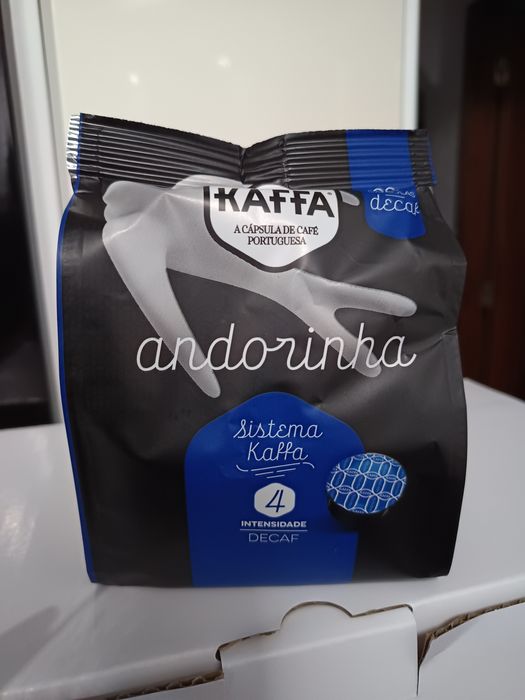 KAFFA
A CÁPSULA DE CAFÉ
PORTUGUESA
decaf
andorinha
Sistema
Kaffa
4
INTENSIDADE
DECAF